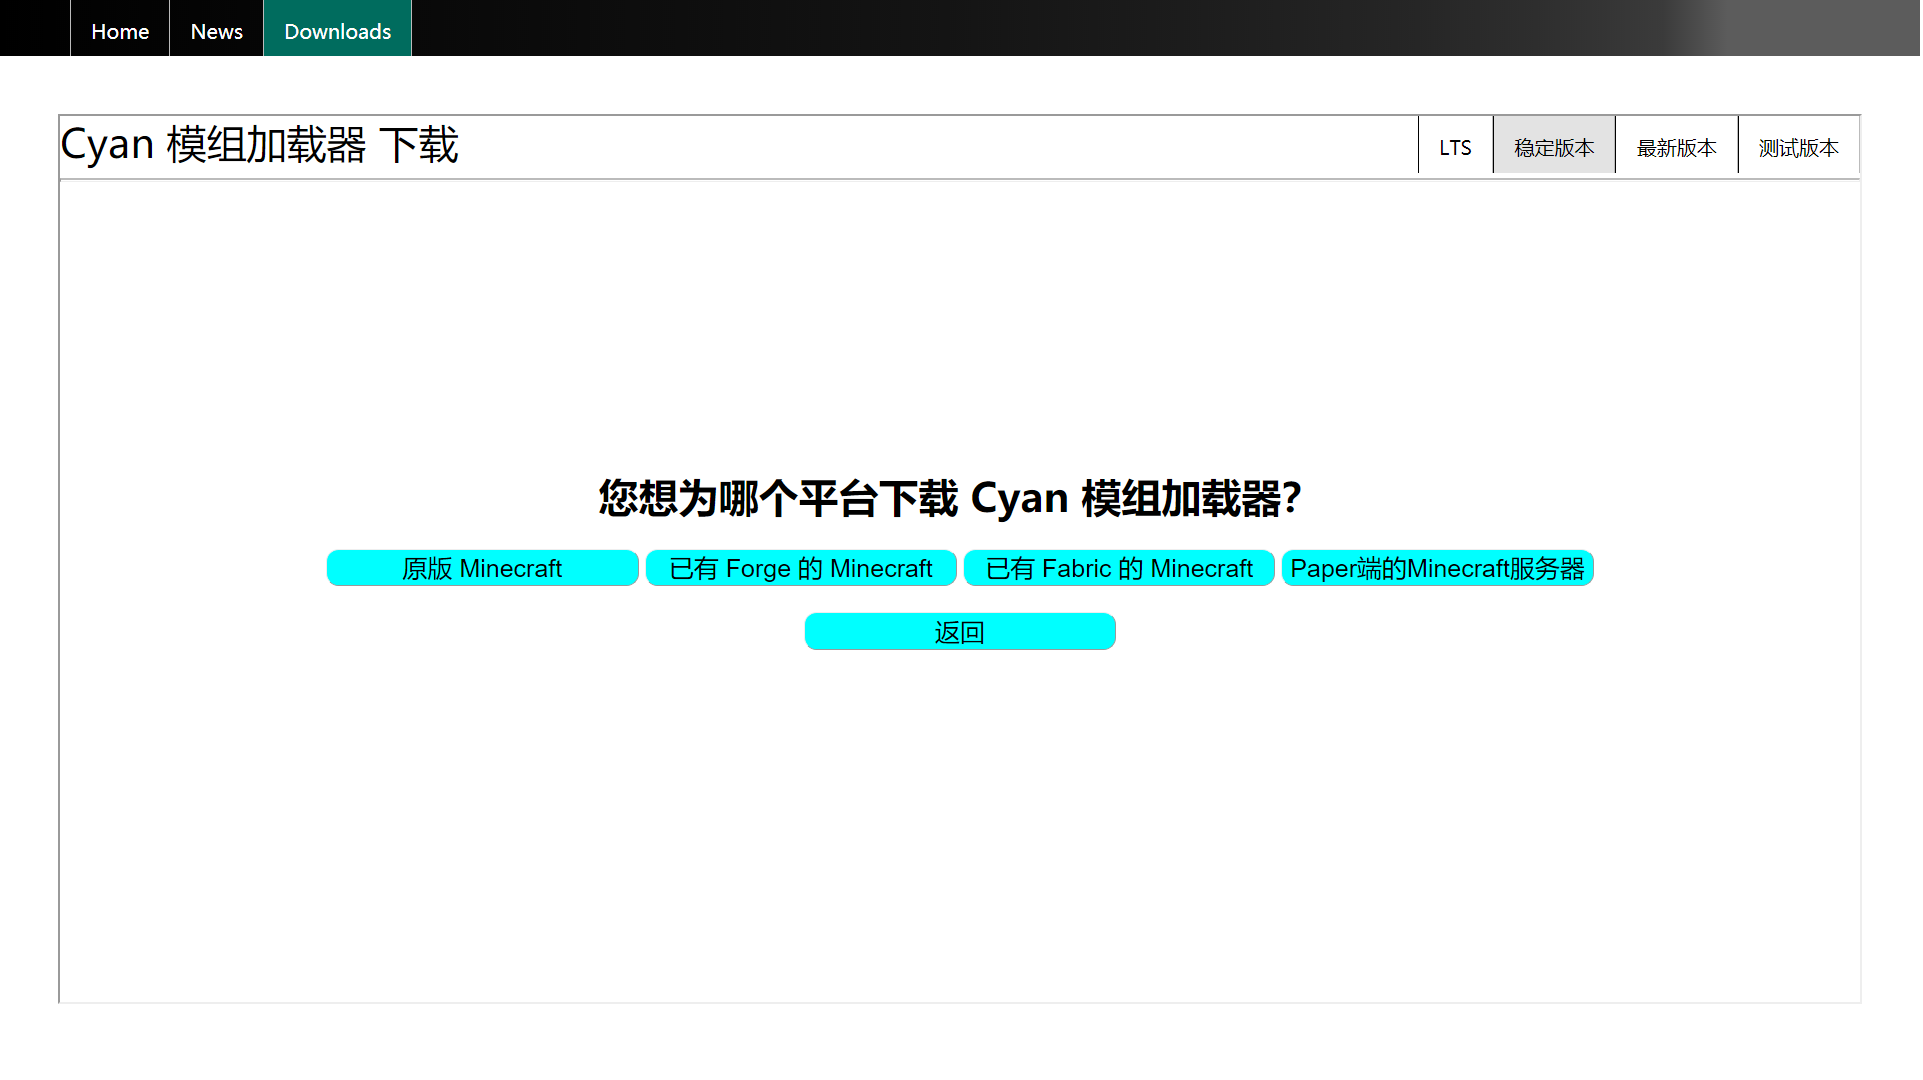 Home News Downloads
Cyan 模组加载器 下载
LTS 稳定版本 最新版本 测试版本
您想为哪个平台下载 Cyan 模组加载器？
原版 Minecraft 已有 Forge 的 Minecraft 已有 Fabric 的 Minecraft Paper端的Minecraft服务器
返回